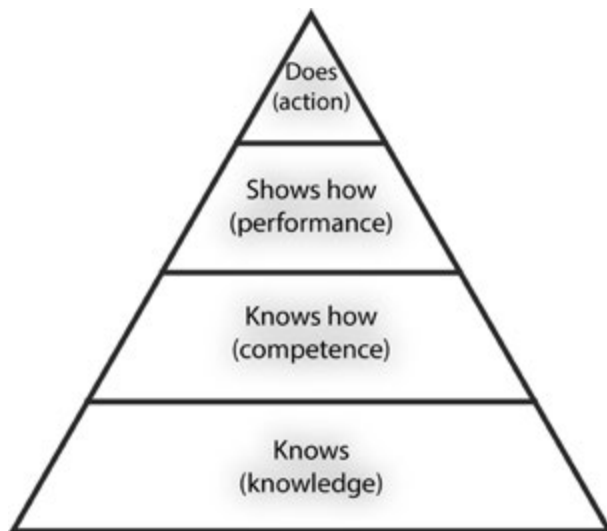 Does
(action)
Shows how
(performance)
Knows how
(competence)
Knows
(knowledge)